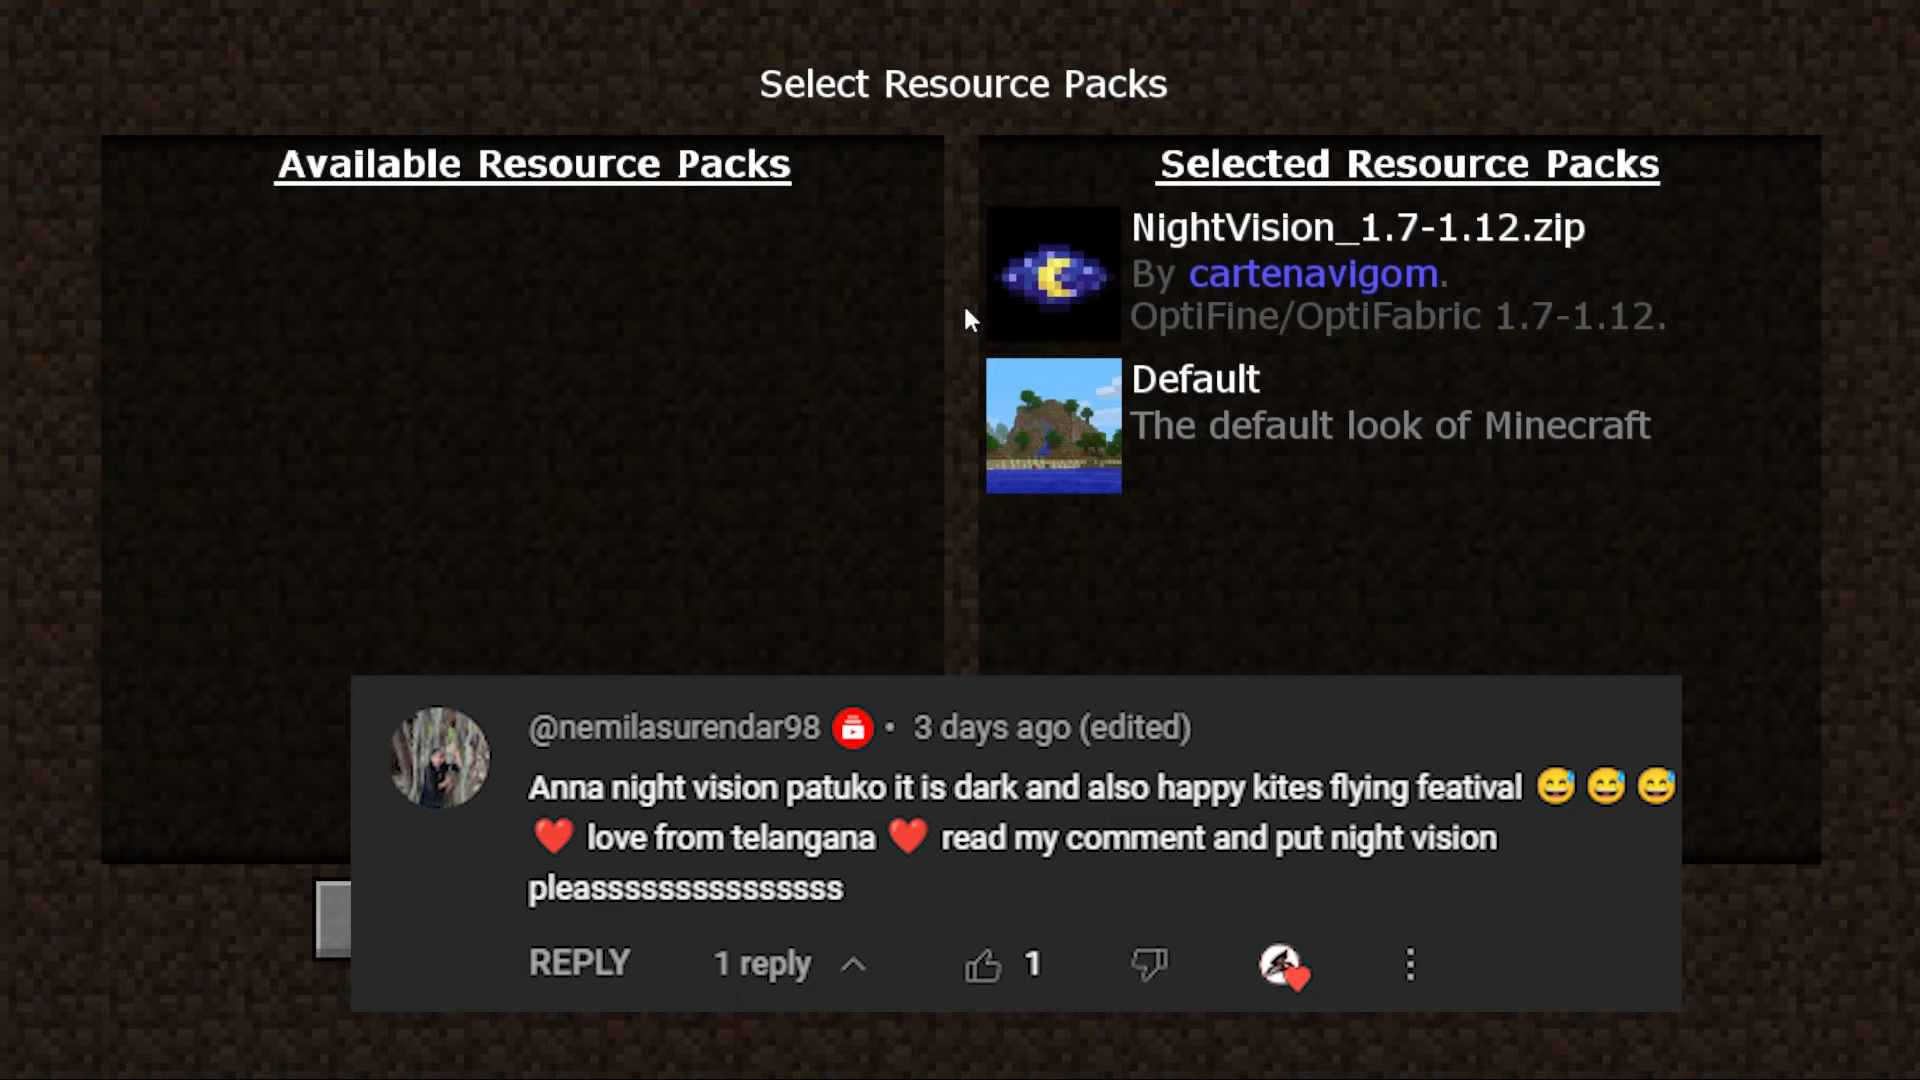 Select Resource Packs
Available Resource Packs
Selected Resource Packs
NightVision_1.7-1.12.zip
By cartenavigom.
OptiFine/OptiFabric 1.7-1.12.
Default
The default look of Minecraft
@nemilasurendar98 • 3 days ago (edited)
Anna night vision patuko it is dark and also happy kites flying featival 😅 😅 😅
❤️ love from telangana ❤️ read my comment and put night vision
pleasssssssssssssss
REPLY 1 reply 1